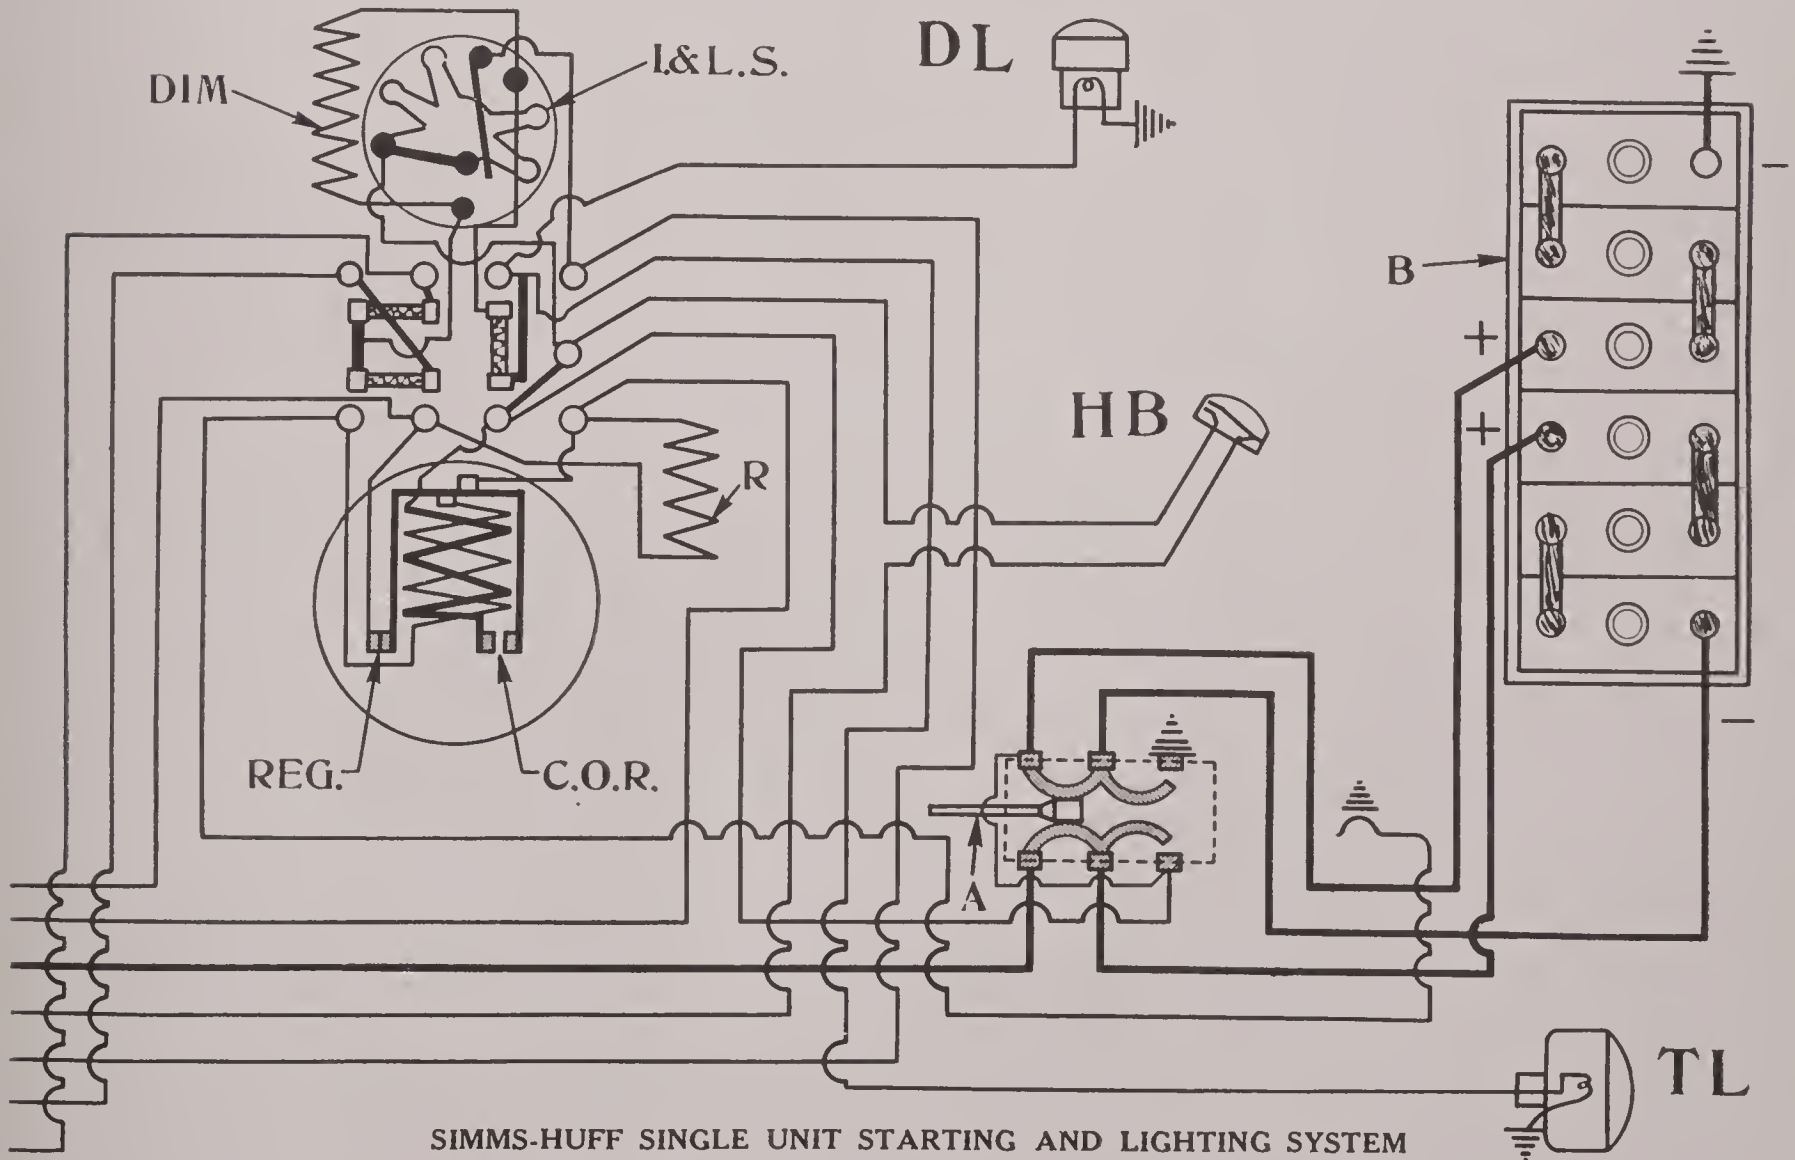 DIM
I.&L.S.
DL
B
+
+
−
−
HB
R
REG.
C.O.R.
A
TL
SIMMS-HUFF SINGLE UNIT STARTING AND LIGHTING SYSTEM